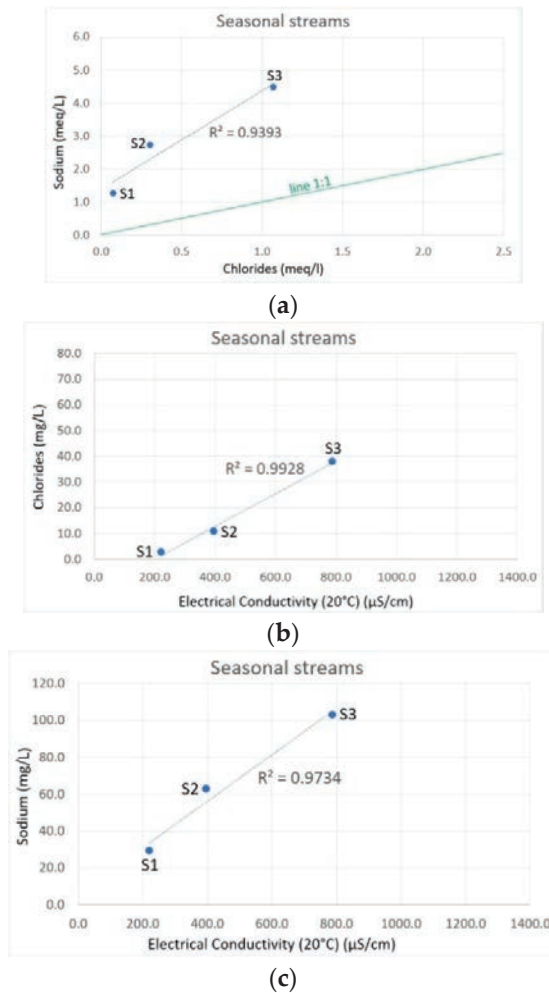 Seasonal streams
6.0
5.0
4.0
3.0
2.0
1.0
0.0
Sodium (meq/L)
S3
S2
R² = 0.9393
S1
line 1:1
0.0 0.5 1.0 1.5 2.0 2.5
Chlorides (meq/l)
(a)
Seasonal streams
80.0
70.0
60.0
50.0
40.0
30.0
20.0
10.0
0.0
Chlorides (mg/L)
S3
R² = 0.9928
S2
S1
0.0 200.0 400.0 600.0 800.0 1000.0 1200.0 1400.0
Electrical Conductivity (20°C) (µS/cm)
(b)
Seasonal streams
120.0
100.0
80.0
60.0
40.0
20.0
0.0
Sodium (mg/L)
S3
S2
R² = 0.9734
S1
0.0 200.0 400.0 600.0 800.0 1000.0 1200.0 1400.0
Electrical Conductivity (20°C) (µS/cm)
(c)